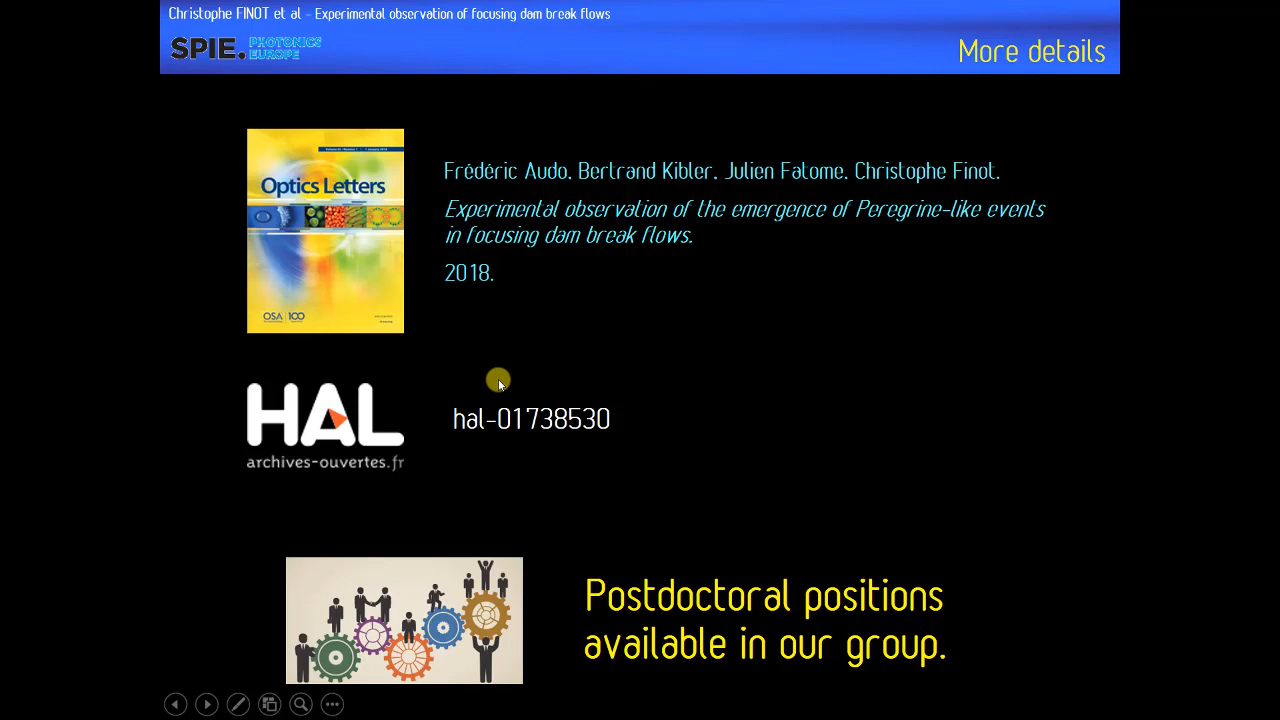 Christophe FINOT et al - Experimental observation of focusing dam break flows
SPIE. PHOTONICS
EUROPE
More details
Optics Letters
OSA 100
Frédéric Audo, Bertrand Kibler, Julien Fatome, Christophe Finot.
Experimental observation of the emergence of Peregrine-like events
in focusing dam break flows.
2018.
HAL
archives-ouvertes.fr
hal-01738530
Postdoctoral positions
available in our group.